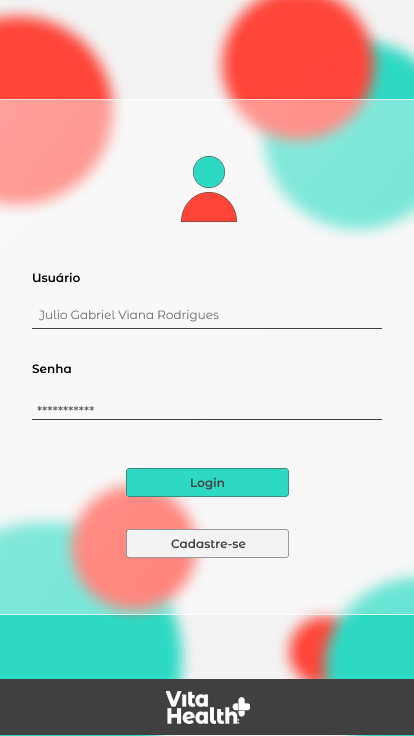 Usuário
Julio Gabriel Viana Rodrigues
Senha
***********
Login
Cadastre-se
Vita
Health